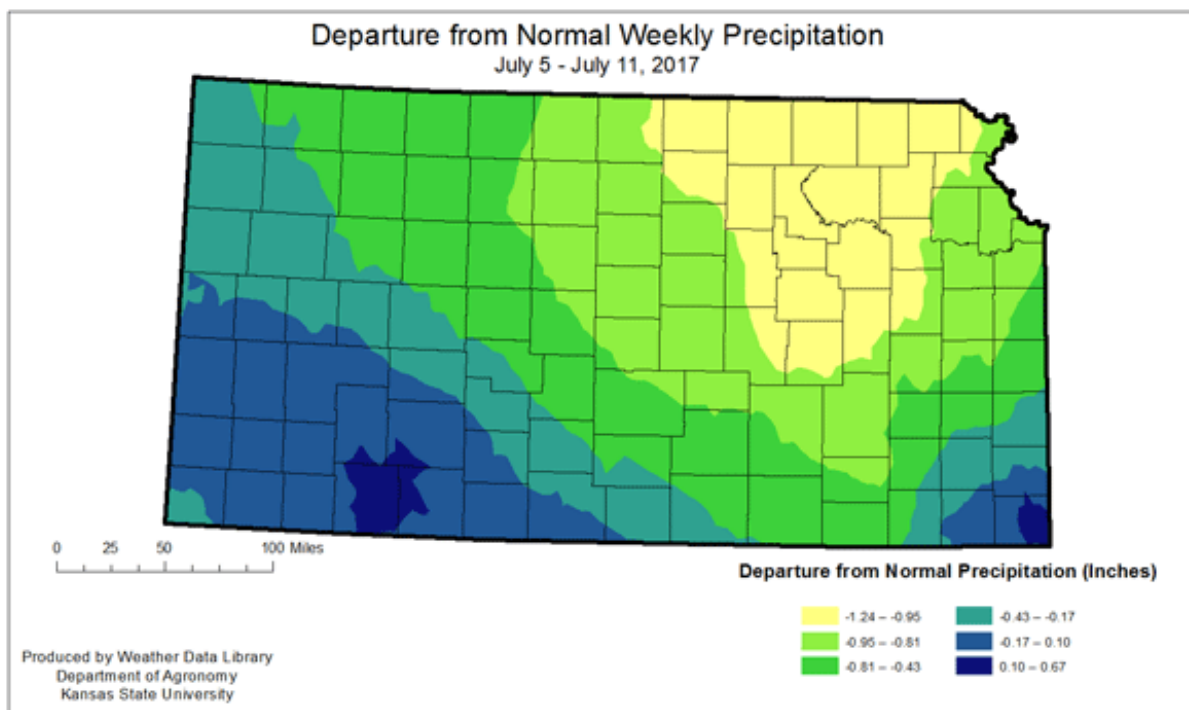 Departure from Normal Weekly Precipitation
July 5 - July 11, 2017
0 25 50 100 Miles
Departure from Normal Precipitation (Inches)
-1.24 – -0.95
-0.95 – -0.81
-0.81 – -0.43
-0.43 – -0.17
-0.17 – 0.10
0.10 – 0.67
Produced by Weather Data Library
Department of Agronomy
Kansas State University